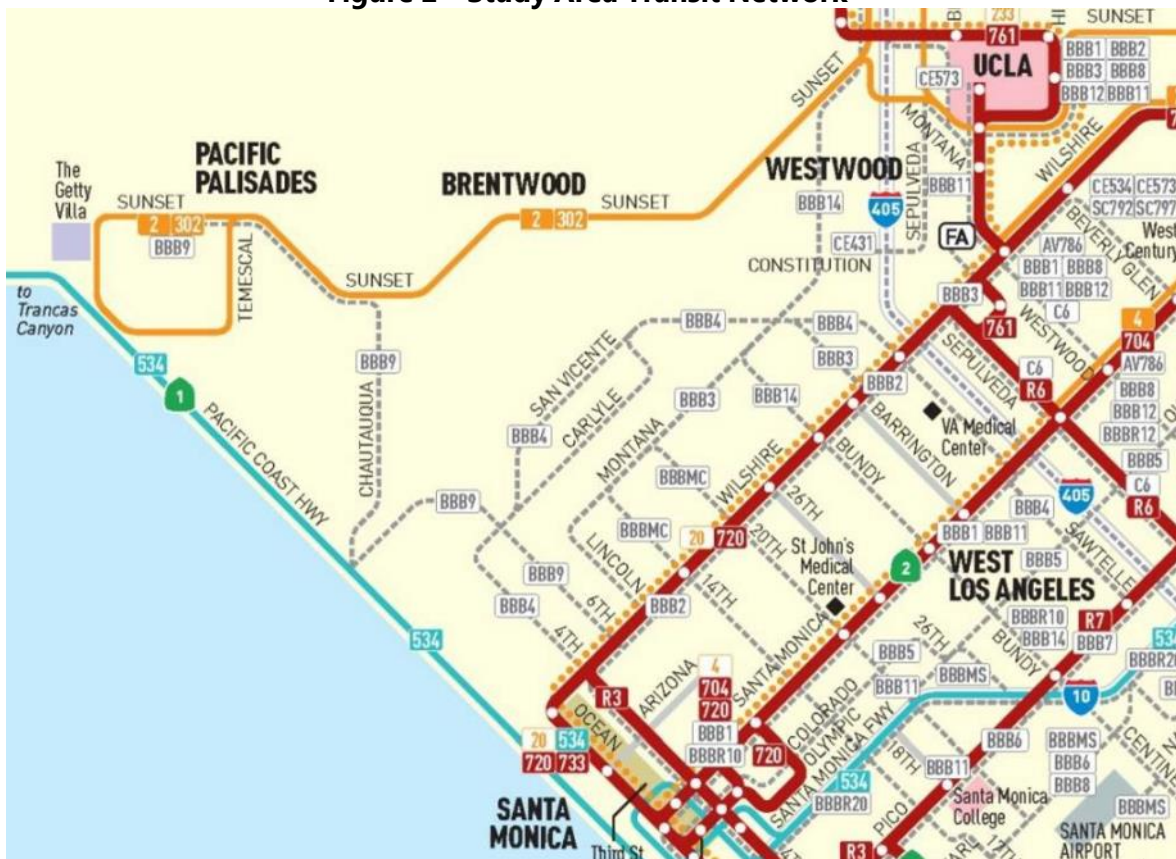 Figure 2 – Study Area Transit Network
SUNSET
233
761
UCLA
SUNSET
BBB1 BBB2
BBB3 BBB8
BBB12 BBB11
CE573
SUNSET
MONTANA
WILSHIRE
The
Getty
Villa
PACIFIC
PALISADES
SUNSET
2 302
BBB9
TEMESCAL
BRENTWOOD
2 302
SUNSET
SUNSET
WESTWOOD
BBB14
405
SEPULVEDA
BBB11
CE431
CONSTITUTION
FA
CE534 CE573
SC792 SC797
West
Century
BEVERLY GLEN
AV786
BBB1 BBB8
BBB11 BBB12
C6
to
Trancas
Canyon
534
1
PACIFIC COAST HWY
CHAUTAUQUA
BBB9
BBB3
761
WESTWOOD
4
704
AV786
BBB8
BBB12
BBBR12
BBB5
C6
R6
SEPULVEDA
C6
R6
BBB4
BBB4
BBB3
BBB2
SAN VICENTE
CARLYLE
BBB4
MONTANA
BBB3
BBB14
BARRINGTON
BUNDY
VA Medical
Center
405
BBBMC
WILSHIRE
26TH
BBB9
BBBMC
20 720
20TH
LINCOLN
14TH
St John's
Medical
Center
2
BBB1 BBB11
BBB4
SAWTELLE
BBB5
WEST
LOS ANGELES
BBB9
BBB4
6TH
4TH
BBB2
SANTA MONICA
26TH
BBBR10
BBB14
R7
BBB7
BUNDY
534
534
BBBR20
BBB5
BBBMS
BBB11
10
R3
ARIZONA
4
704
720
BBB1
BBBR10
COLORADO
OLYMPIC
SANTA MONICA FWY
720
OCEAN
20 534
720 733
534
BBBR20
18TH
BBB11
BBB6
BBBMS
BBB6
BBB8
BBBMS
SANTA
MONICA
Third St
PICO
R3
Santa Monica
College
17TH
SANTA MONICA
AIRPORT